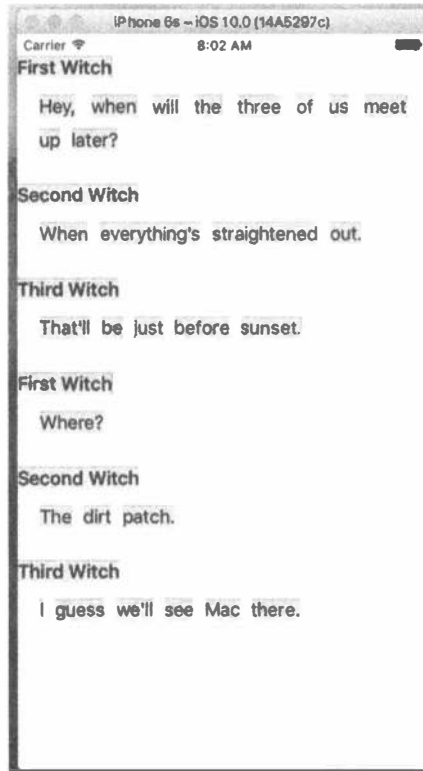 iPhone 6s – iOS 10.0 (14A5297c)
Carrier 8:02 AM
First Witch
Hey, when will the three of us meet
up later?
Second Witch
When everything's straightened out.
Third Witch
That'll be just before sunset.
First Witch
Where?
Second Witch
The dirt patch.
Third Witch
I guess we'll see Mac there.